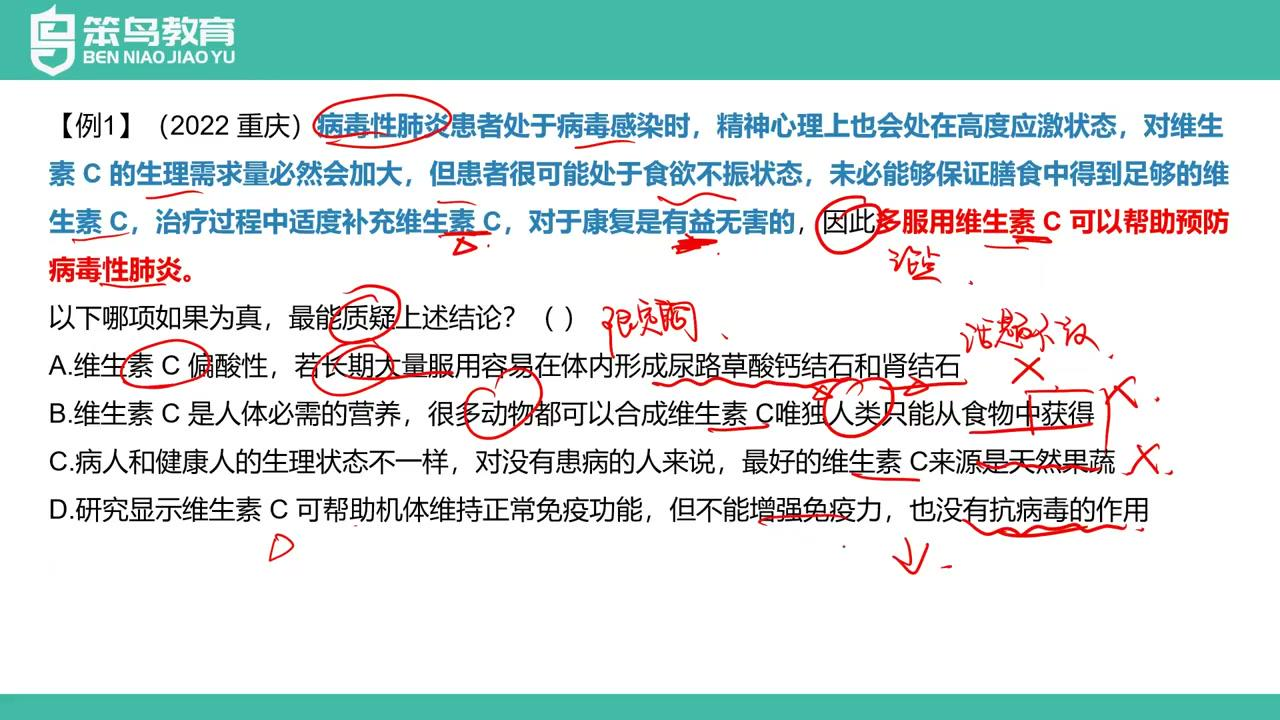 笨鸟教育
BEN NIAO JIAO YU
【例1】（2022 重庆）病毒性肺炎患者处于病毒感染时，精神心理上也会处在高度应激状态，对维生
素 C 的生理需求量必然会加大，但患者很可能处于食欲不振状态，未必能够保证膳食中得到足够的维
生素 C，治疗过程中适度补充维生素 C，对于康复是有益无害的，因此多服用维生素 C 可以帮助预防
病毒性肺炎。
论点
以下哪项如果为真，最能质疑上述结论？（ ）
话题不一致
A.维生素 C 偏酸性，若长期大量服用容易在体内形成尿路草酸钙结石和肾结石
B.维生素 C 是人体必需的营养，很多动物都可以合成维生素 C唯独人类只能从食物中获得
C.病人和健康人的生理状态不一样，对没有患病的人来说，最好的维生素 C来源是天然果蔬
D.研究显示维生素 C 可帮助机体维持正常免疫功能，但不能增强免疫力，也没有抗病毒的作用
D